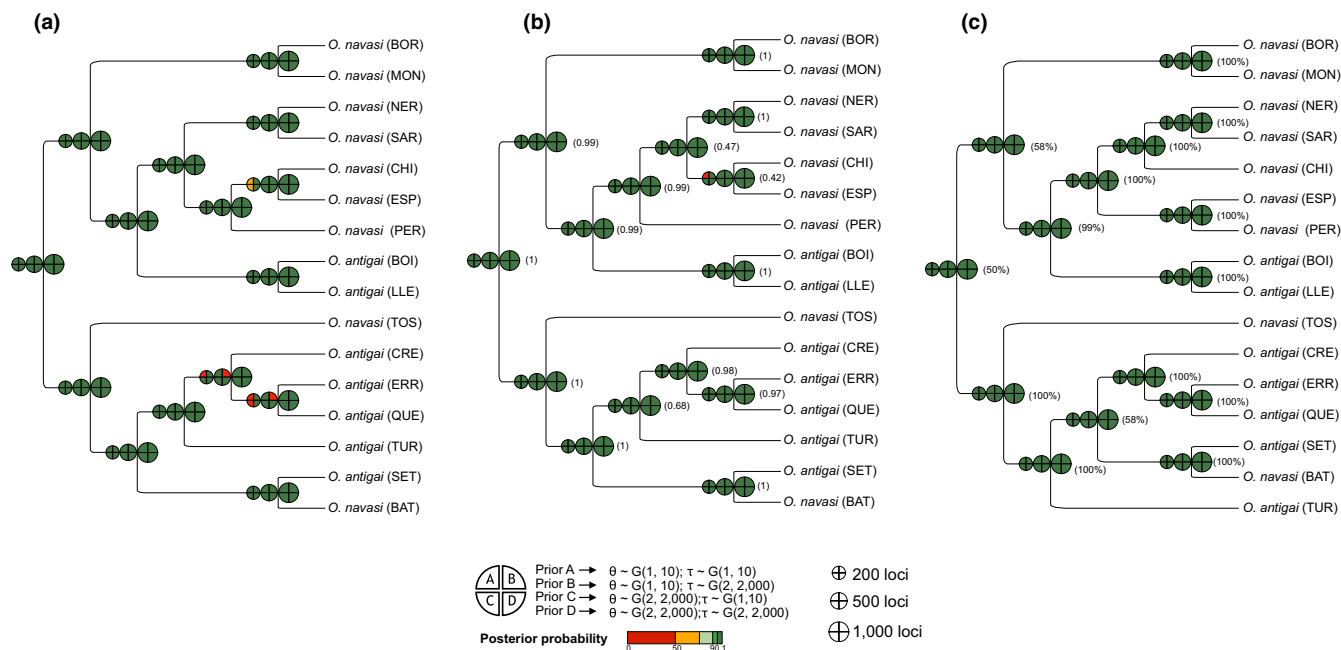 (a)
O. navasi (BOR)
O. navasi (MON)
O. navasi (NER)
O. navasi (SAR)
O. navasi (CHI)
O. navasi (ESP)
O. navasi (PER)
O. antigai (BOI)
O. antigai (LLE)
O. navasi (TOS)
O. antigai (CRE)
O. antigai (ERR)
O. antigai (QUE)
O. antigai (TUR)
O. antigai (SET)
O. navasi (BAT)
(b)
O. navasi (BOR)
(1)
O. navasi (MON)
O. navasi (NER)
(1)
O. navasi (SAR)
(0.99)
(0.47)
O. navasi (CHI)
(0.42)
(0.99)
O. navasi (ESP)
O. navasi (PER)
(0.99)
O. antigai (BOI)
(1)
(1)
O. antigai (LLE)
O. navasi (TOS)
O. antigai (CRE)
(0.98)
(1)
O. antigai (ERR)
(0.97)
(0.68)
O. antigai (QUE)
O. antigai (TUR)
(1)
O. antigai (SET)
(1)
O. navasi (BAT)
(c)
O. navasi (BOR)
(100%)
O. navasi (MON)
O. navasi (NER)
(100%)
O. navasi (SAR)
(58%)
(100%)
O. navasi (CHI)
(100%)
O. navasi (ESP)
(100%)
(99%)
O. navasi (PER)
O. antigai (BOI)
(50%)
(100%)
O. antigai (LLE)
O. navasi (TOS)
O. antigai (CRE)
(100%)
O. antigai (ERR)
(100%)
(100%)
O. antigai (QUE)
(58%)
O. antigai (SET)
(100%)
(100%)
O. navasi (BAT)
O. antigai (TUR)
A B
C D
Prior A → θ ~ G(1, 10); τ ~ G(1, 10)
Prior B → θ ~ G(1, 10); τ ~ G(2, 2,000)
Prior C → θ ~ G(2, 2,000);τ ~ G(1,10)
Prior D → θ ~ G(2, 2,000);τ ~ G(2, 2,000)
Posterior probability
0 50 90 1
200 loci
500 loci
1,000 loci